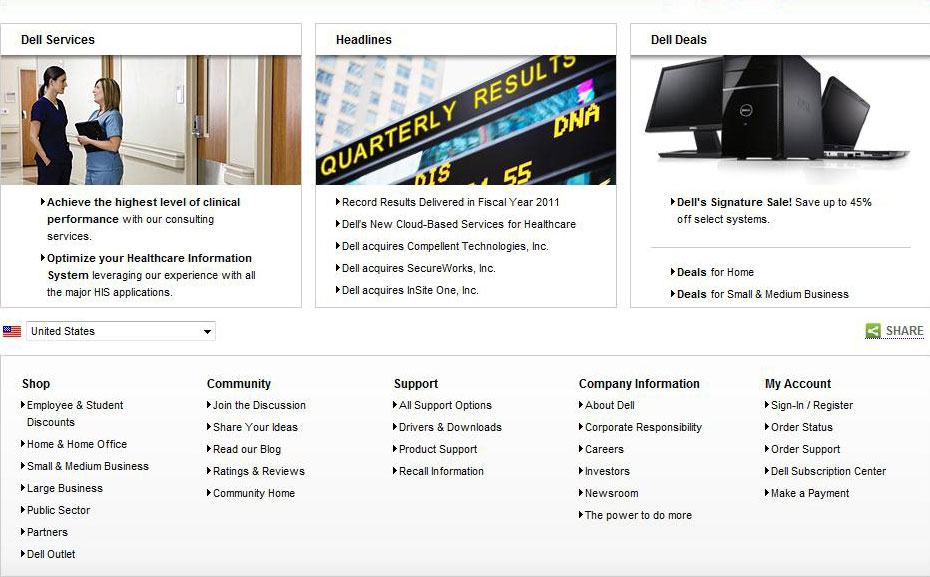 Dell Services
Achieve the highest level of clinical
performance with our consulting
services.
Optimize your Healthcare Information
System leveraging our experience with all
the major HIS applications.
Headlines
QUARTERLY RESULTS
DNA
DIS
55
Record Results Delivered in Fiscal Year 2011
Dell's New Cloud-Based Services for Healthcare
Dell acquires Compellent Technologies, Inc.
Dell acquires SecureWorks, Inc.
Dell acquires InSite One, Inc.
Dell Deals
Dell's Signature Sale! Save up to 45%
off select systems.
Deals for Home
Deals for Small & Medium Business
United States
SHARE
Shop
Employee & Student
Discounts
Home & Home Office
Small & Medium Business
Large Business
Public Sector
Partners
Dell Outlet
Community
Join the Discussion
Share Your Ideas
Read our Blog
Ratings & Reviews
Community Home
Support
All Support Options
Drivers & Downloads
Product Support
Recall Information
Company Information
About Dell
Corporate Responsibility
Careers
Investors
Newsroom
The power to do more
My Account
Sign-In / Register
Order Status
Order Support
Dell Subscription Center
Make a Payment